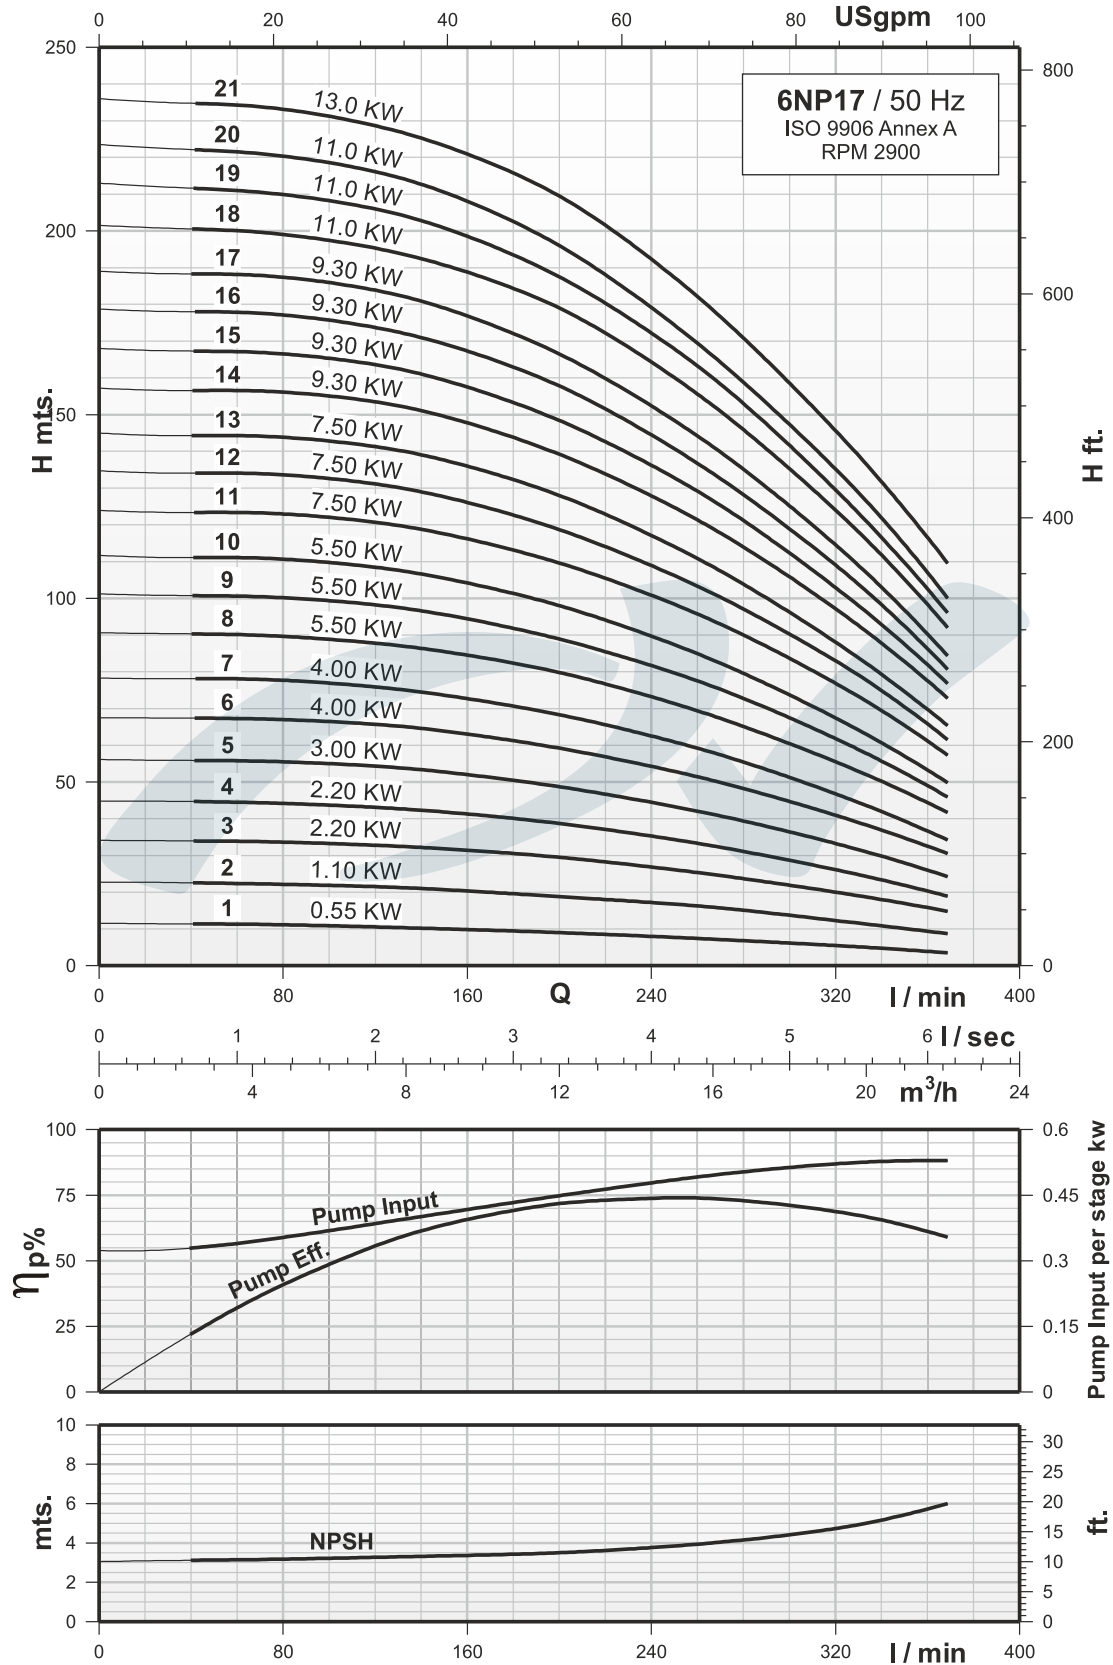 0 20 40 60 80 USgpm 100
250
200
150
100
50
0
H mts.
800
600
400
200
0
H ft.
6NP17 / 50 Hz
ISO 9906 Annex A
RPM 2900
21 13.0 KW
20 11.0 KW
19 11.0 KW
18 11.0 KW
17 9.30 KW
16 9.30 KW
15 9.30 KW
14 9.30 KW
13 7.50 KW
12 7.50 KW
11 7.50 KW
10 5.50 KW
9 5.50 KW
8 5.50 KW
7 4.00 KW
6 4.00 KW
5 3.00 KW
4 2.20 KW
3 2.20 KW
2 1.10 KW
1 0.55 KW
0 80 160 Q 240 320 l / min 400
0 1 2 3 4 5 6 l / sec
0 4 8 12 16 20 m³/h 24
100
75
50
25
0
ηp%
0.6
0.45
0.3
0.15
0
Pump Input per stage kw
Pump Input
Pump Eff.
10
8
6
4
2
0
mts.
30
25
20
15
10
5
0
ft.
NPSH
0 80 160 240 320 l / min 400